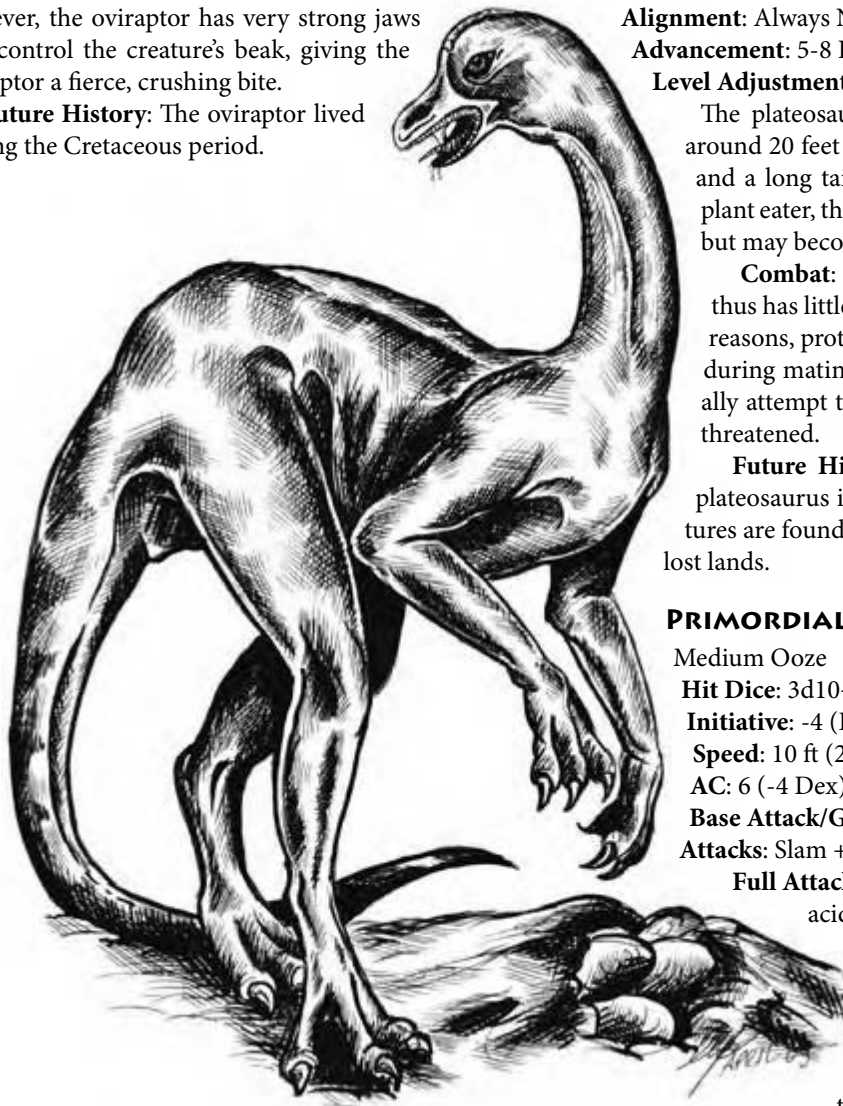 ever, the oviraptor has very strong jaws
control the creature's beak, giving the
ptor a fierce, crushing bite.
uture History: The oviraptor lived
ng the Cretaceous period.
Alignment: Always N
Advancement: 5-8
Level Adjustment
The plateosau
around 20 feet
and a long tai
plant eater, th
but may beco
Combat:
thus has little
reasons, prot
during matin
ally attempt t
threatened.
Future Hi
plateosaurus i
tures are found
lost lands.
PRIMORDIAL
Medium Ooze
Hit Dice: 3d10-
Initiative: -4 (
Speed: 10 ft (2
AC: 6 (-4 Dex)
Base Attack/G
Attacks: Slam +
Full Attac
acid
t